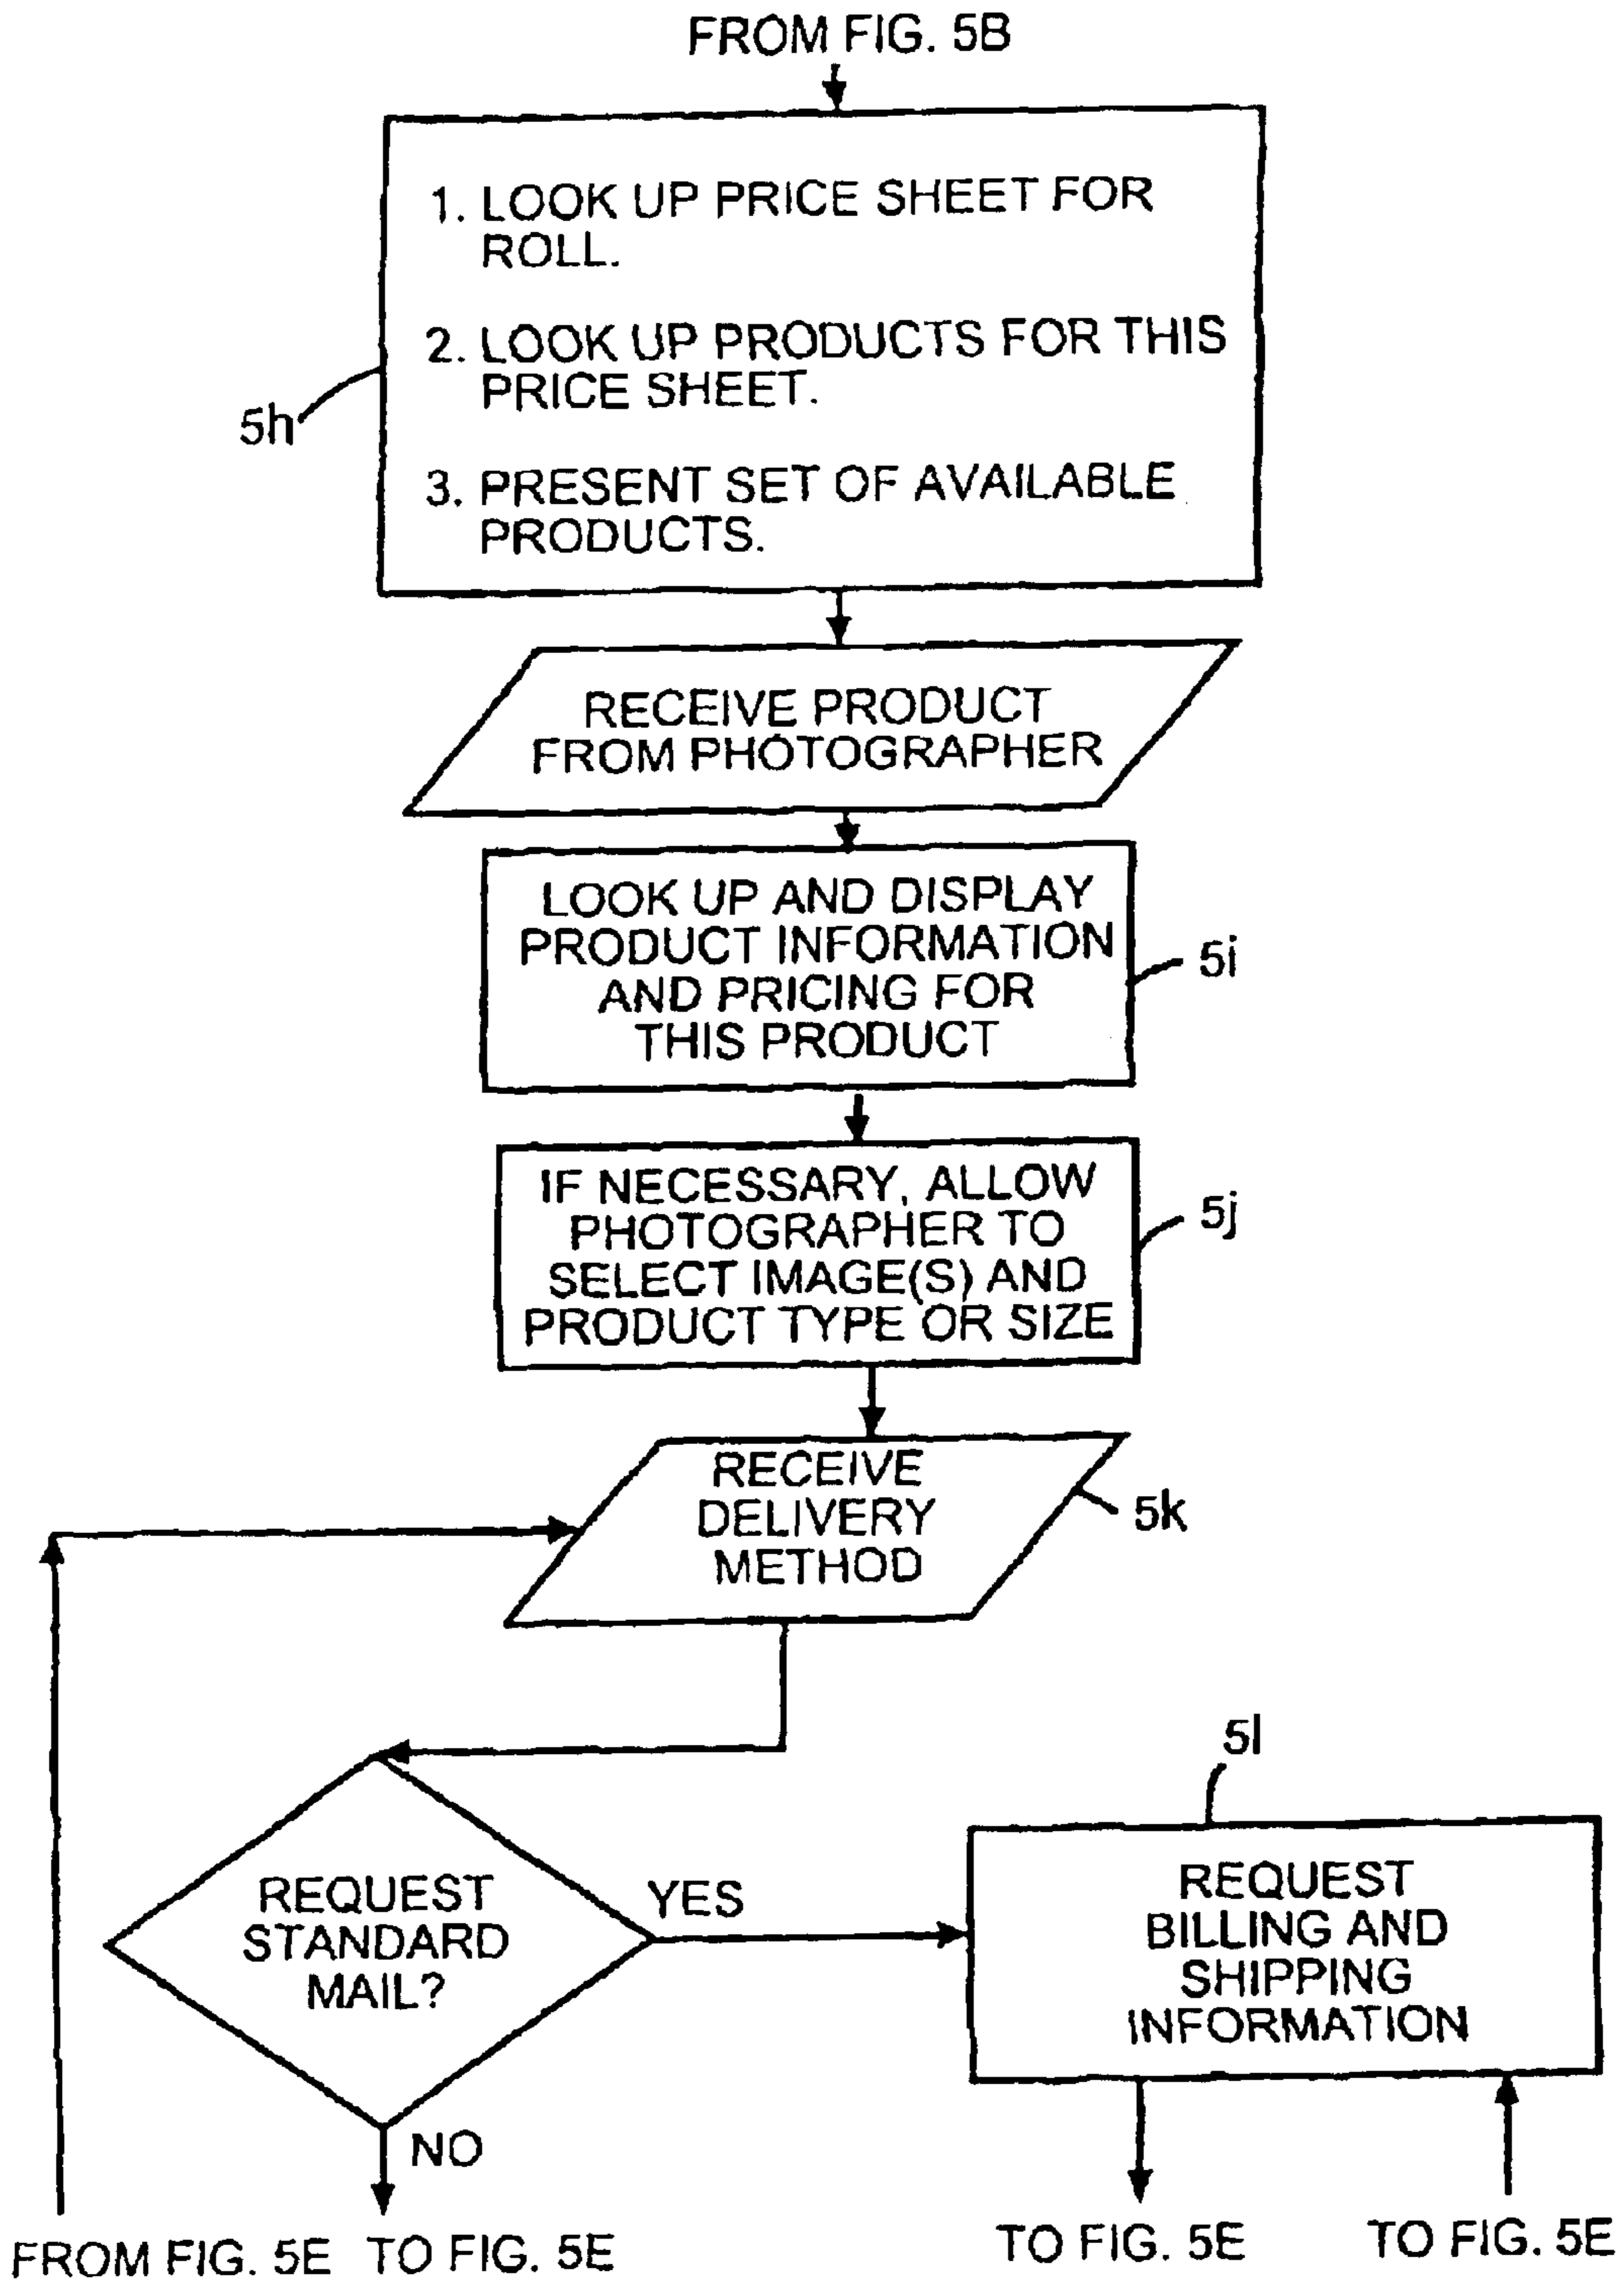 FROM FIG. 5B
1. LOOK UP PRICE SHEET FOR
ROLL.
2. LOOK UP PRODUCTS FOR THIS
PRICE SHEET.
5h
3. PRESENT SET OF AVAILABLE
PRODUCTS.
RECEIVE PRODUCT
FROM PHOTOGRAPHER
LOOK UP AND DISPLAY
PRODUCT INFORMATION
AND PRICING FOR
THIS PRODUCT
5i
IF NECESSARY, ALLOW
PHOTOGRAPHER TO
SELECT IMAGE(S) AND
PRODUCT TYPE OR SIZE
5j
RECEIVE
DELIVERY
METHOD
5k
REQUEST
STANDARD
MAIL?
YES
NO
5l
REQUEST
BILLING AND
SHIPPING
INFORMATION
FROM FIG. 5E
TO FIG. 5E
TO FIG. 5E
TO FIG. 5E